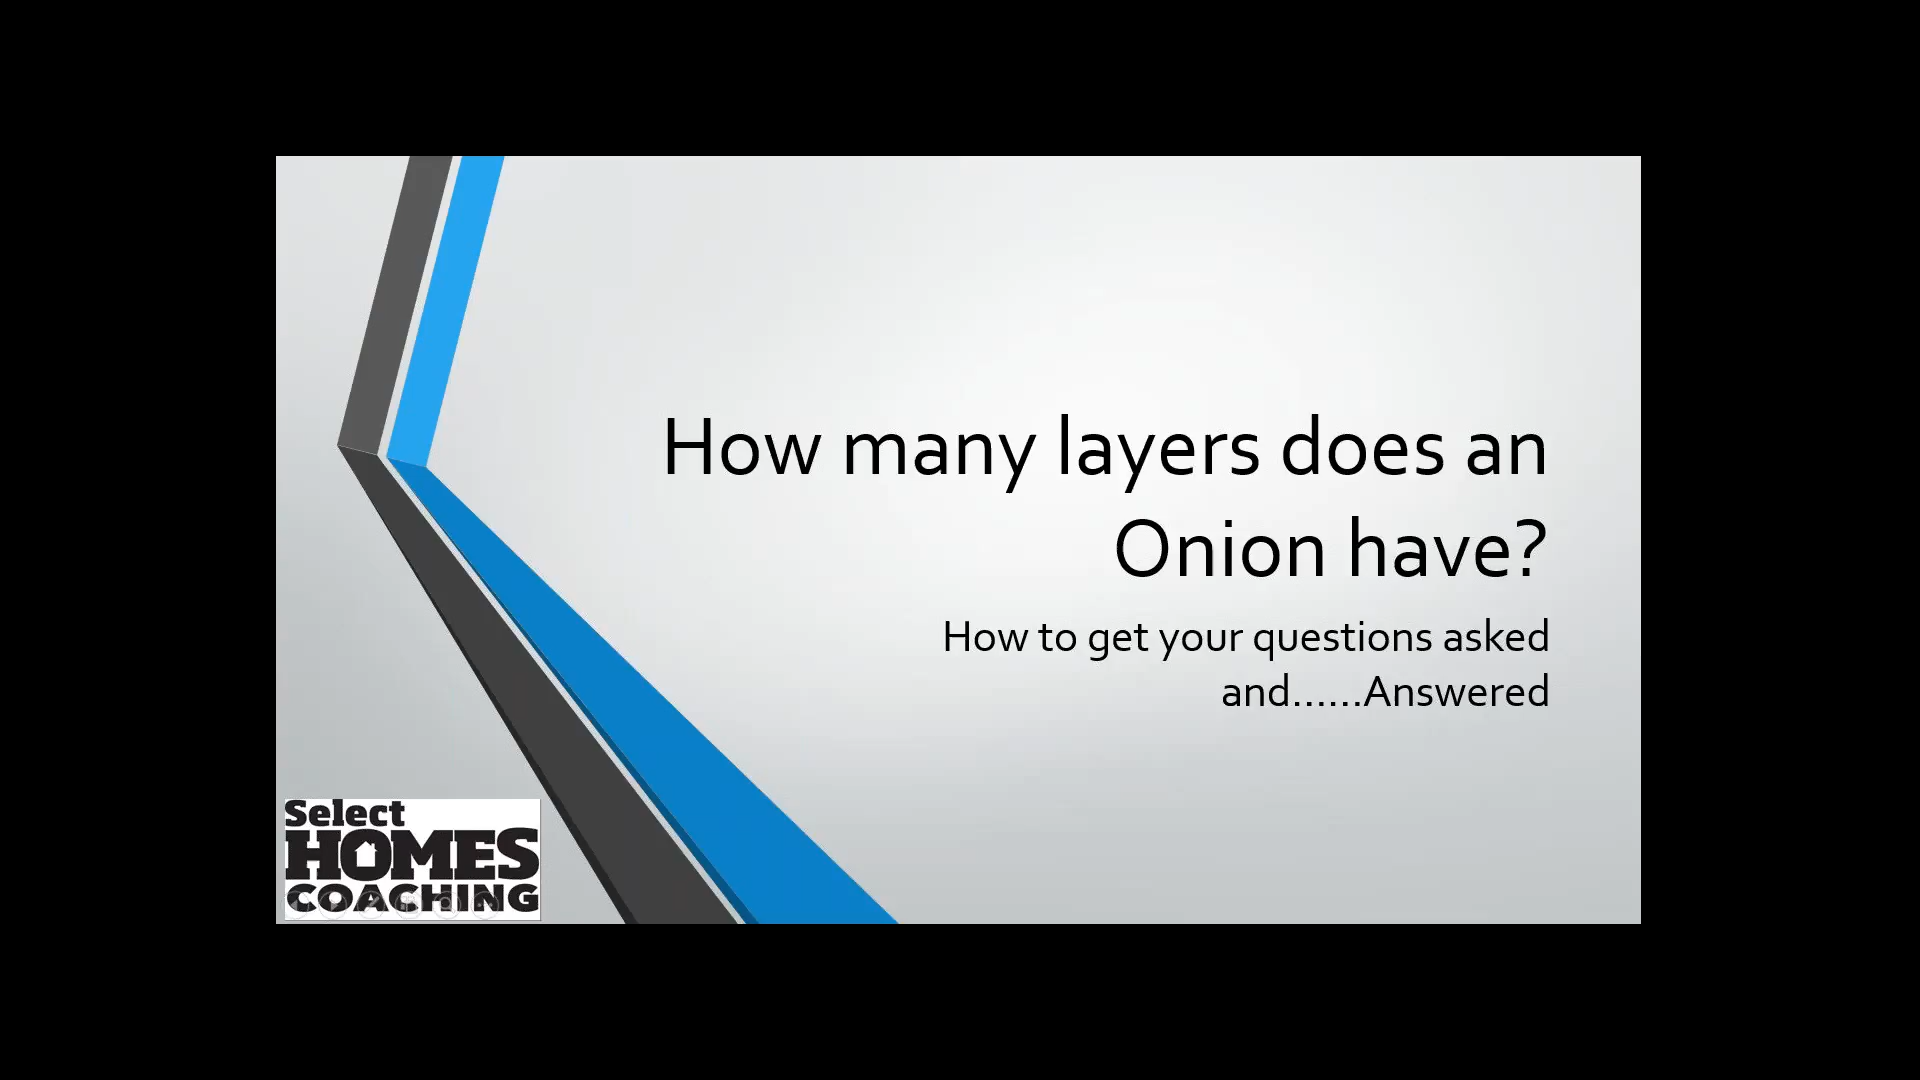 How many layers does an
Onion have?
How to get your questions asked
and......Answered
Select
HOMES
COACHING